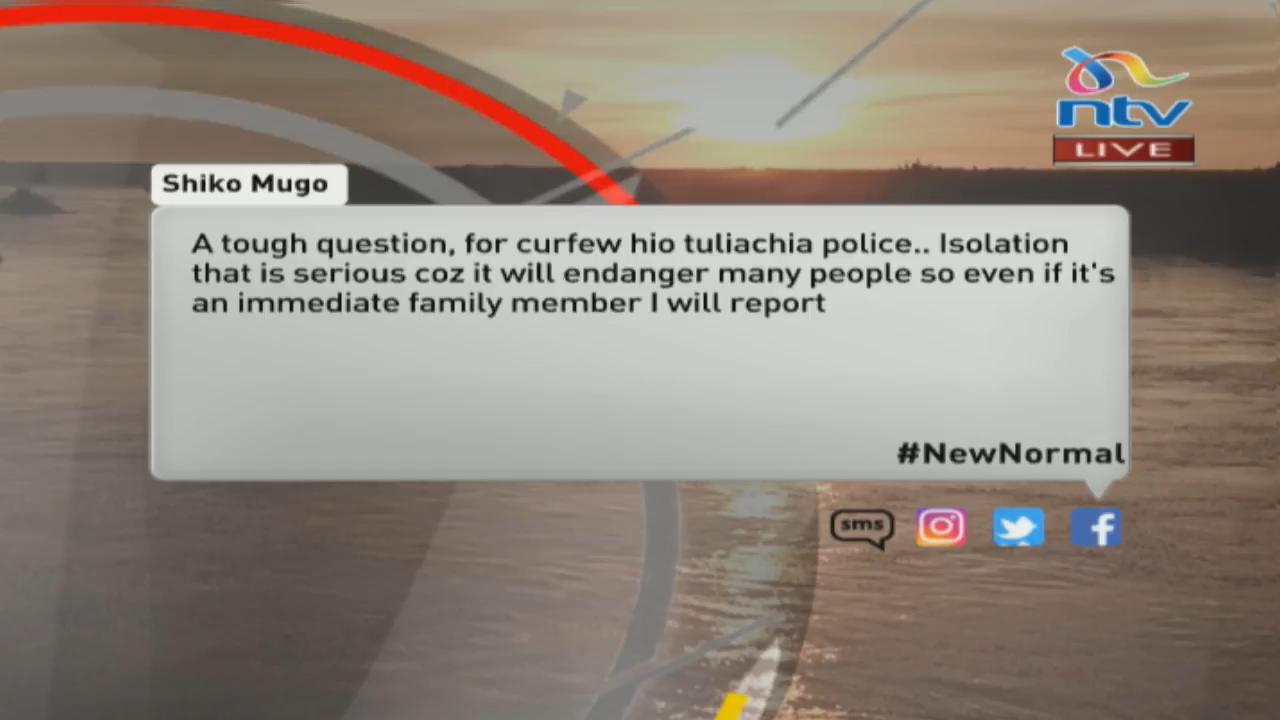 ntv
LIVE
Shiko Mugo
A tough question, for curfew hio tuliachia police.. Isolation
that is serious coz it will endanger many people so even if it's
an immediate family member I will report
#NewNormal
sms